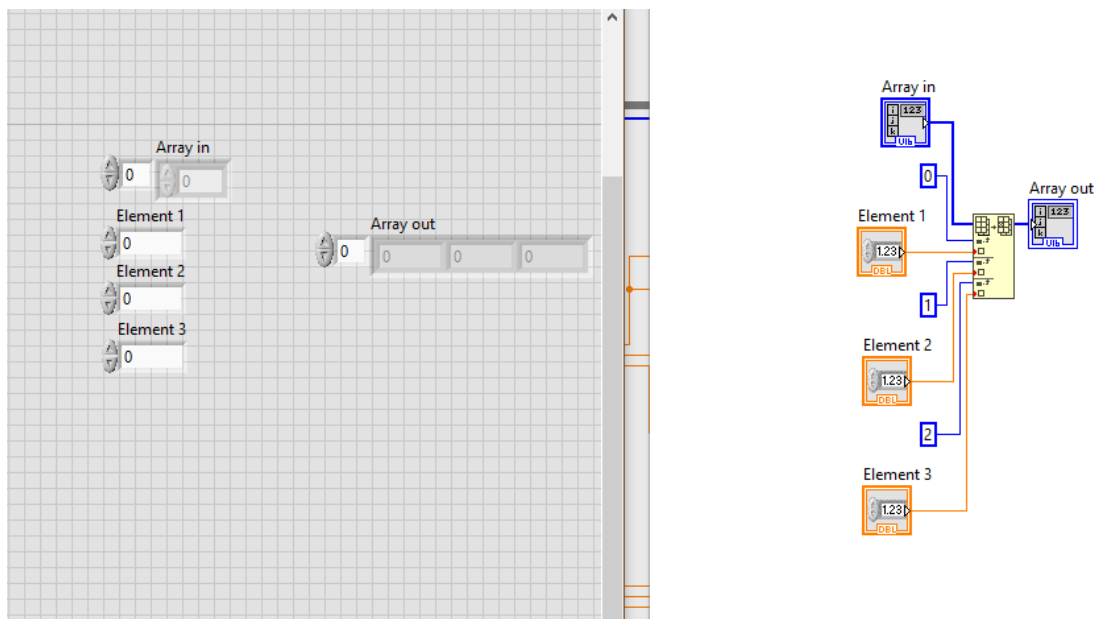 Array in
0
0
Element 1
0
Element 2
0
Element 3
0
Array out
0
0
0
0
Array in
i
j
k
123
U16
0
Element 1
1.23
DBL
1
Element 2
1.23
DBL
2
Element 3
1.23
DBL
Array out
i
j
k
123
U16